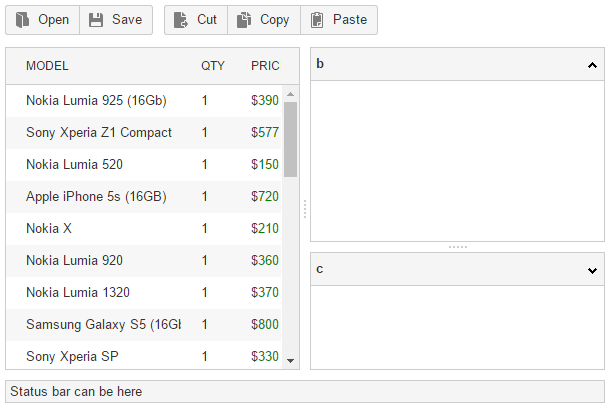 Open Save Cut Copy Paste
MODEL QTY PRIC
Nokia Lumia 925 (16Gb) 1 $390
Sony Xperia Z1 Compact 1 $577
Nokia Lumia 520 1 $150
Apple iPhone 5s (16GB) 1 $720
Nokia X 1 $210
Nokia Lumia 920 1 $360
Nokia Lumia 1320 1 $370
Samsung Galaxy S5 (16Gb 1 $800
Sony Xperia SP 1 $330
b
c
Status bar can be here